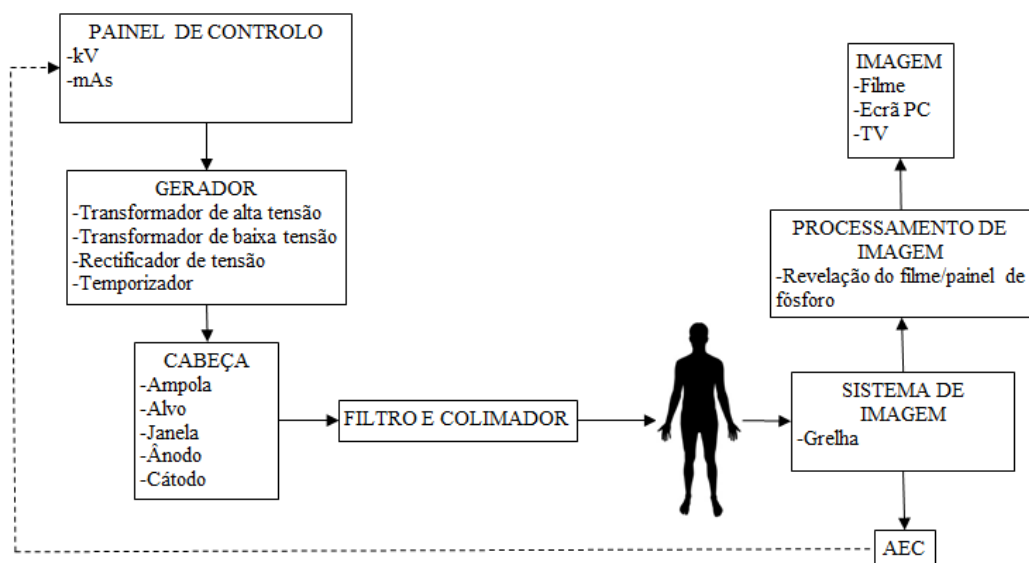 PAINEL DE CONTROLO
-kV
-mAs
GERADOR
-Transformador de alta tensão
-Transformador de baixa tensão
-Rectificador de tensão
-Temporizador
CABEÇA
-Ampola
-Alvo
-Janela
-Ânodo
-Cátodo
FILTRO E COLIMADOR
IMAGEM
-Filme
-Ecrã PC
-TV
PROCESSAMENTO DE
IMAGEM
-Revelação do filme/painel de
fósforo
SISTEMA DE
IMAGEM
-Grelha
AEC